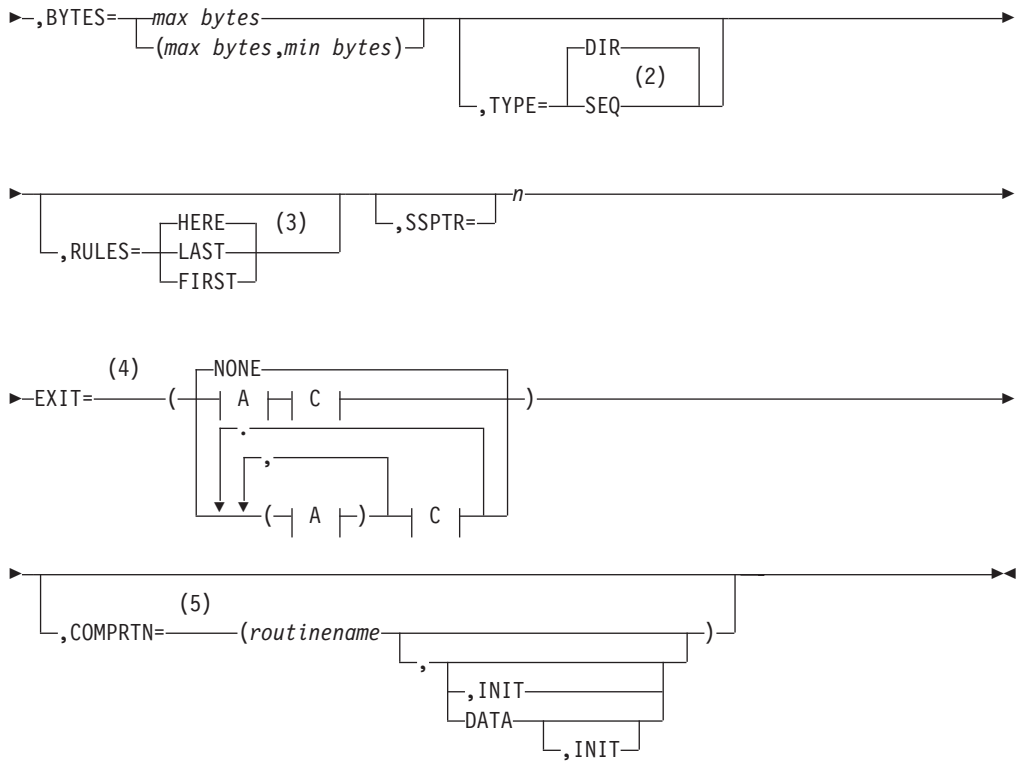 ,BYTES= max bytes
(max bytes,min bytes)
,TYPE= DIR
(2)
SEQ
,RULES= HERE (3)
LAST
FIRST
,SSPTR= n
EXIT= (4) ( NONE
A C )
.
,
( A ) C
,COMPRTN= (5) (routinename )
,
,INIT
DATA
,INIT